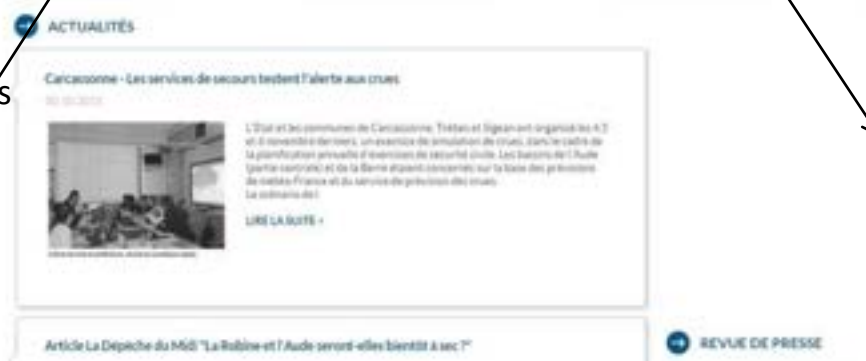 ACTUALITÉS
s
Carcassonne - Les services de secours testent l'alerte aux crues
L'Etat et les communes de Carcassonne, Trèbes et Sigean ont organisé les 4,5
et 6 novembre derniers, un exercice de simulation de crues, dans le cadre de
la planification annuelle d'exercices de sécurité civile. Les bassins de l'Aude
(partie centrale) et de la Berre étaient concernés sur la base des prévisions
de météo-France et du service de prévision des crues.
Le scénario de l
LIRE LA SUITE
Article La Dépêche du Midi "La Robine et l'Aude seront-elles bientôt à sec ?"
REVUE DE PRESSE